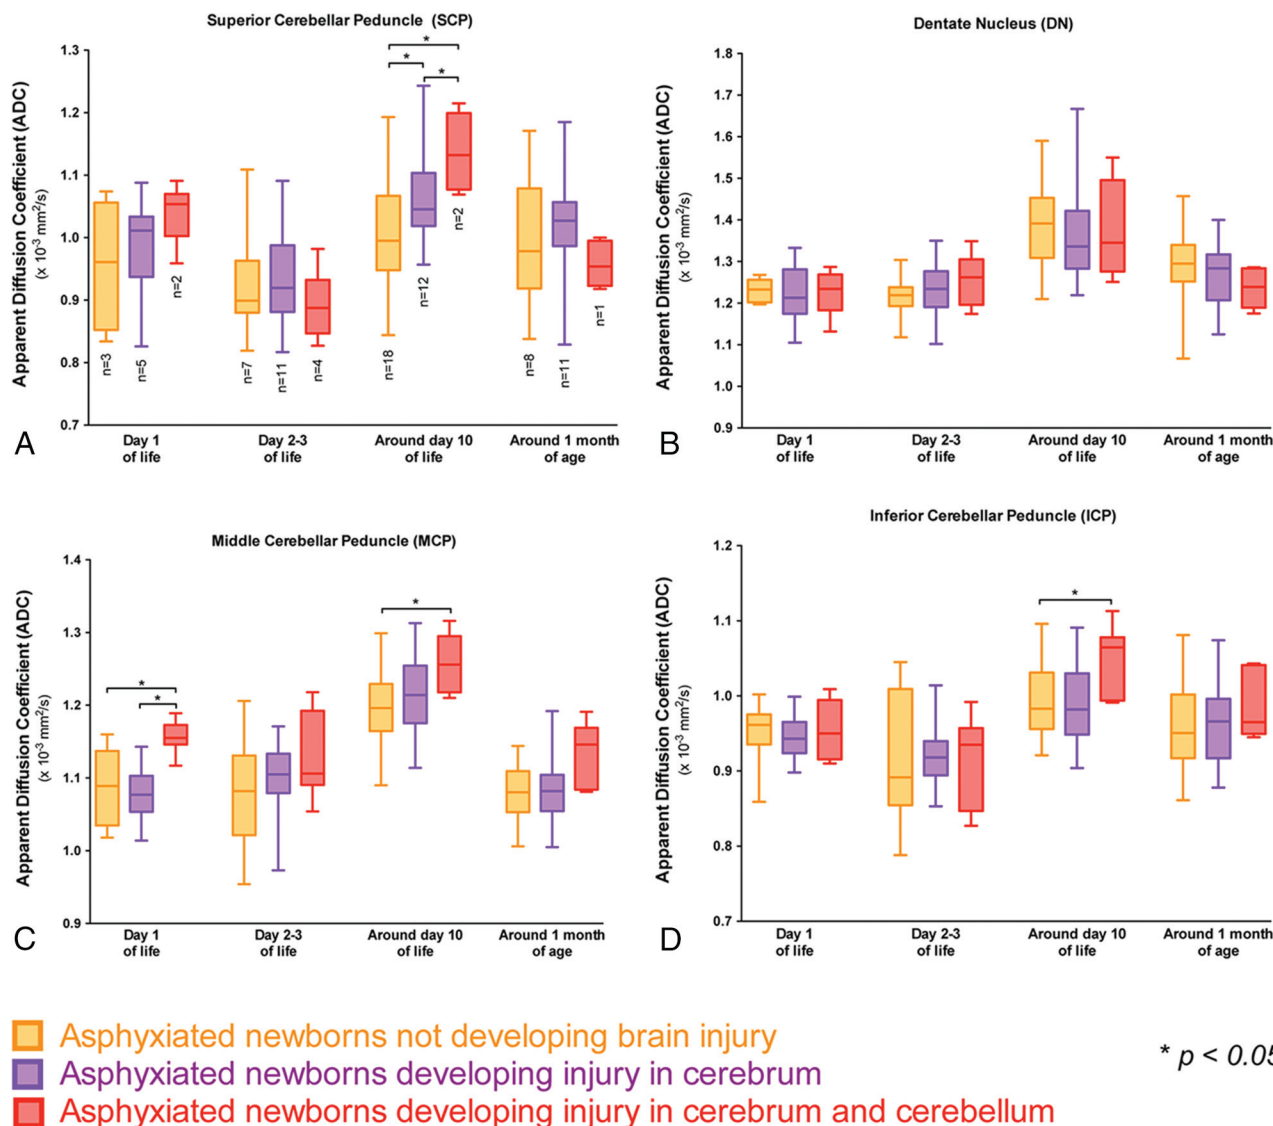 Superior Cerebellar Peduncle (SCP)
Apparent Diffusion Coefficient (ADC)
(x 10⁻³ mm²/s)
1.3
1.2
1.1
1.0
0.9
0.8
0.7
*
*
*
n=3
n=5
n=2
n=7
n=11
n=4
n=18
n=12
n=2
n=8
n=11
n=1
Day 1
of life
Day 2-3
of life
Around day 10
of life
Around 1 month
of age
A
Dentate Nucleus (DN)
Apparent Diffusion Coefficient (ADC)
(x 10⁻³ mm²/s)
1.8
1.7
1.6
1.5
1.4
1.3
1.2
1.1
1.0
0.9
Day 1
of life
Day 2-3
of life
Around day 10
of life
Around 1 month
of age
B
Middle Cerebellar Peduncle (MCP)
Apparent Diffusion Coefficient (ADC)
(x 10⁻³ mm²/s)
1.4
1.3
1.2
1.1
1.0
0.9
*
*
*
Day 1
of life
Day 2-3
of life
Around day 10
of life
Around 1 month
of age
C
Inferior Cerebellar Peduncle (ICP)
Apparent Diffusion Coefficient (ADC)
(x 10⁻³ mm²/s)
1.2
1.1
1.0
0.9
0.8
0.7
*
Day 1
of life
Day 2-3
of life
Around day 10
of life
Around 1 month
of age
D
Asphyxiated newborns not developing brain injury
Asphyxiated newborns developing injury in cerebrum
Asphyxiated newborns developing injury in cerebrum and cerebellum
* p < 0.05